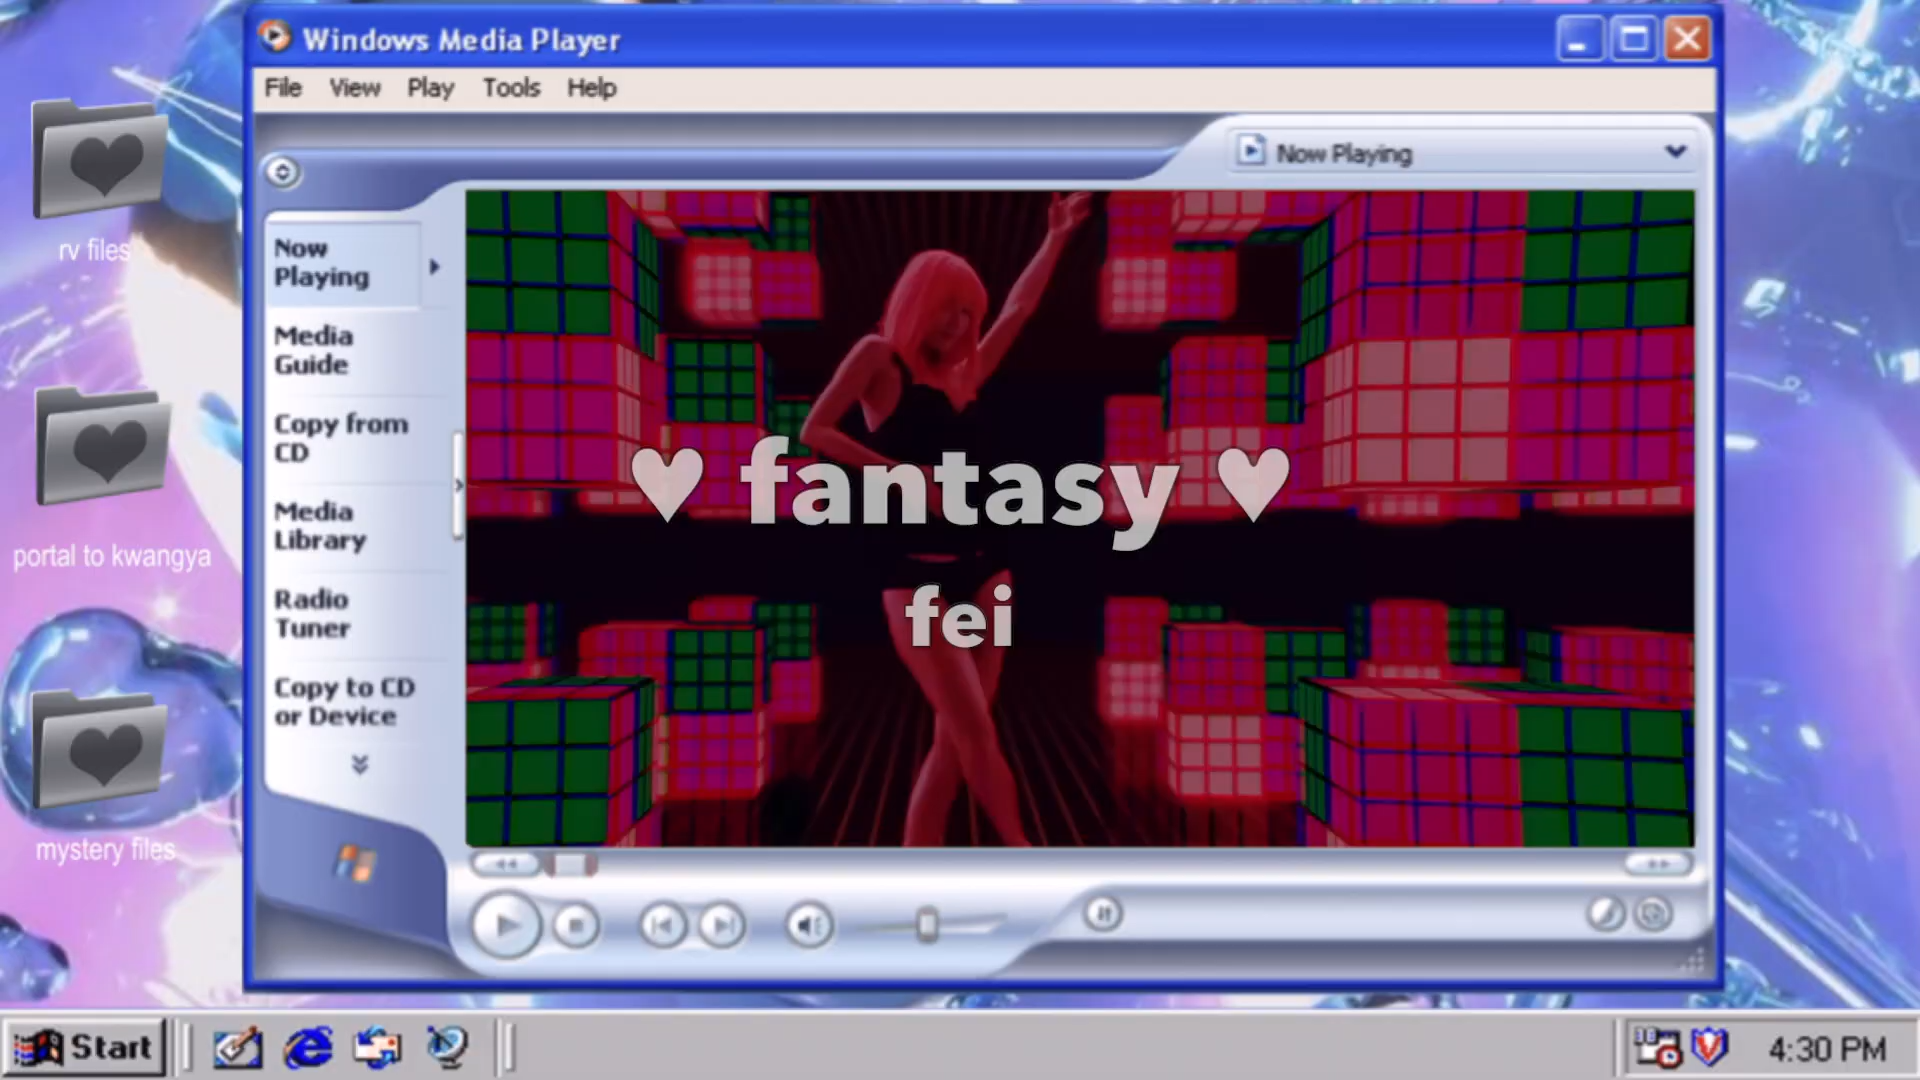 Windows Media Player
File View Play Tools Help
Now Playing
rv files
Now
Playing
Media
Guide
Copy from
CD
♥ fantasy ♥
Media
Library
portal to kwangya
Radio
Tuner
fei
Copy to CD
or Device
mystery files
Start
4:30 PM